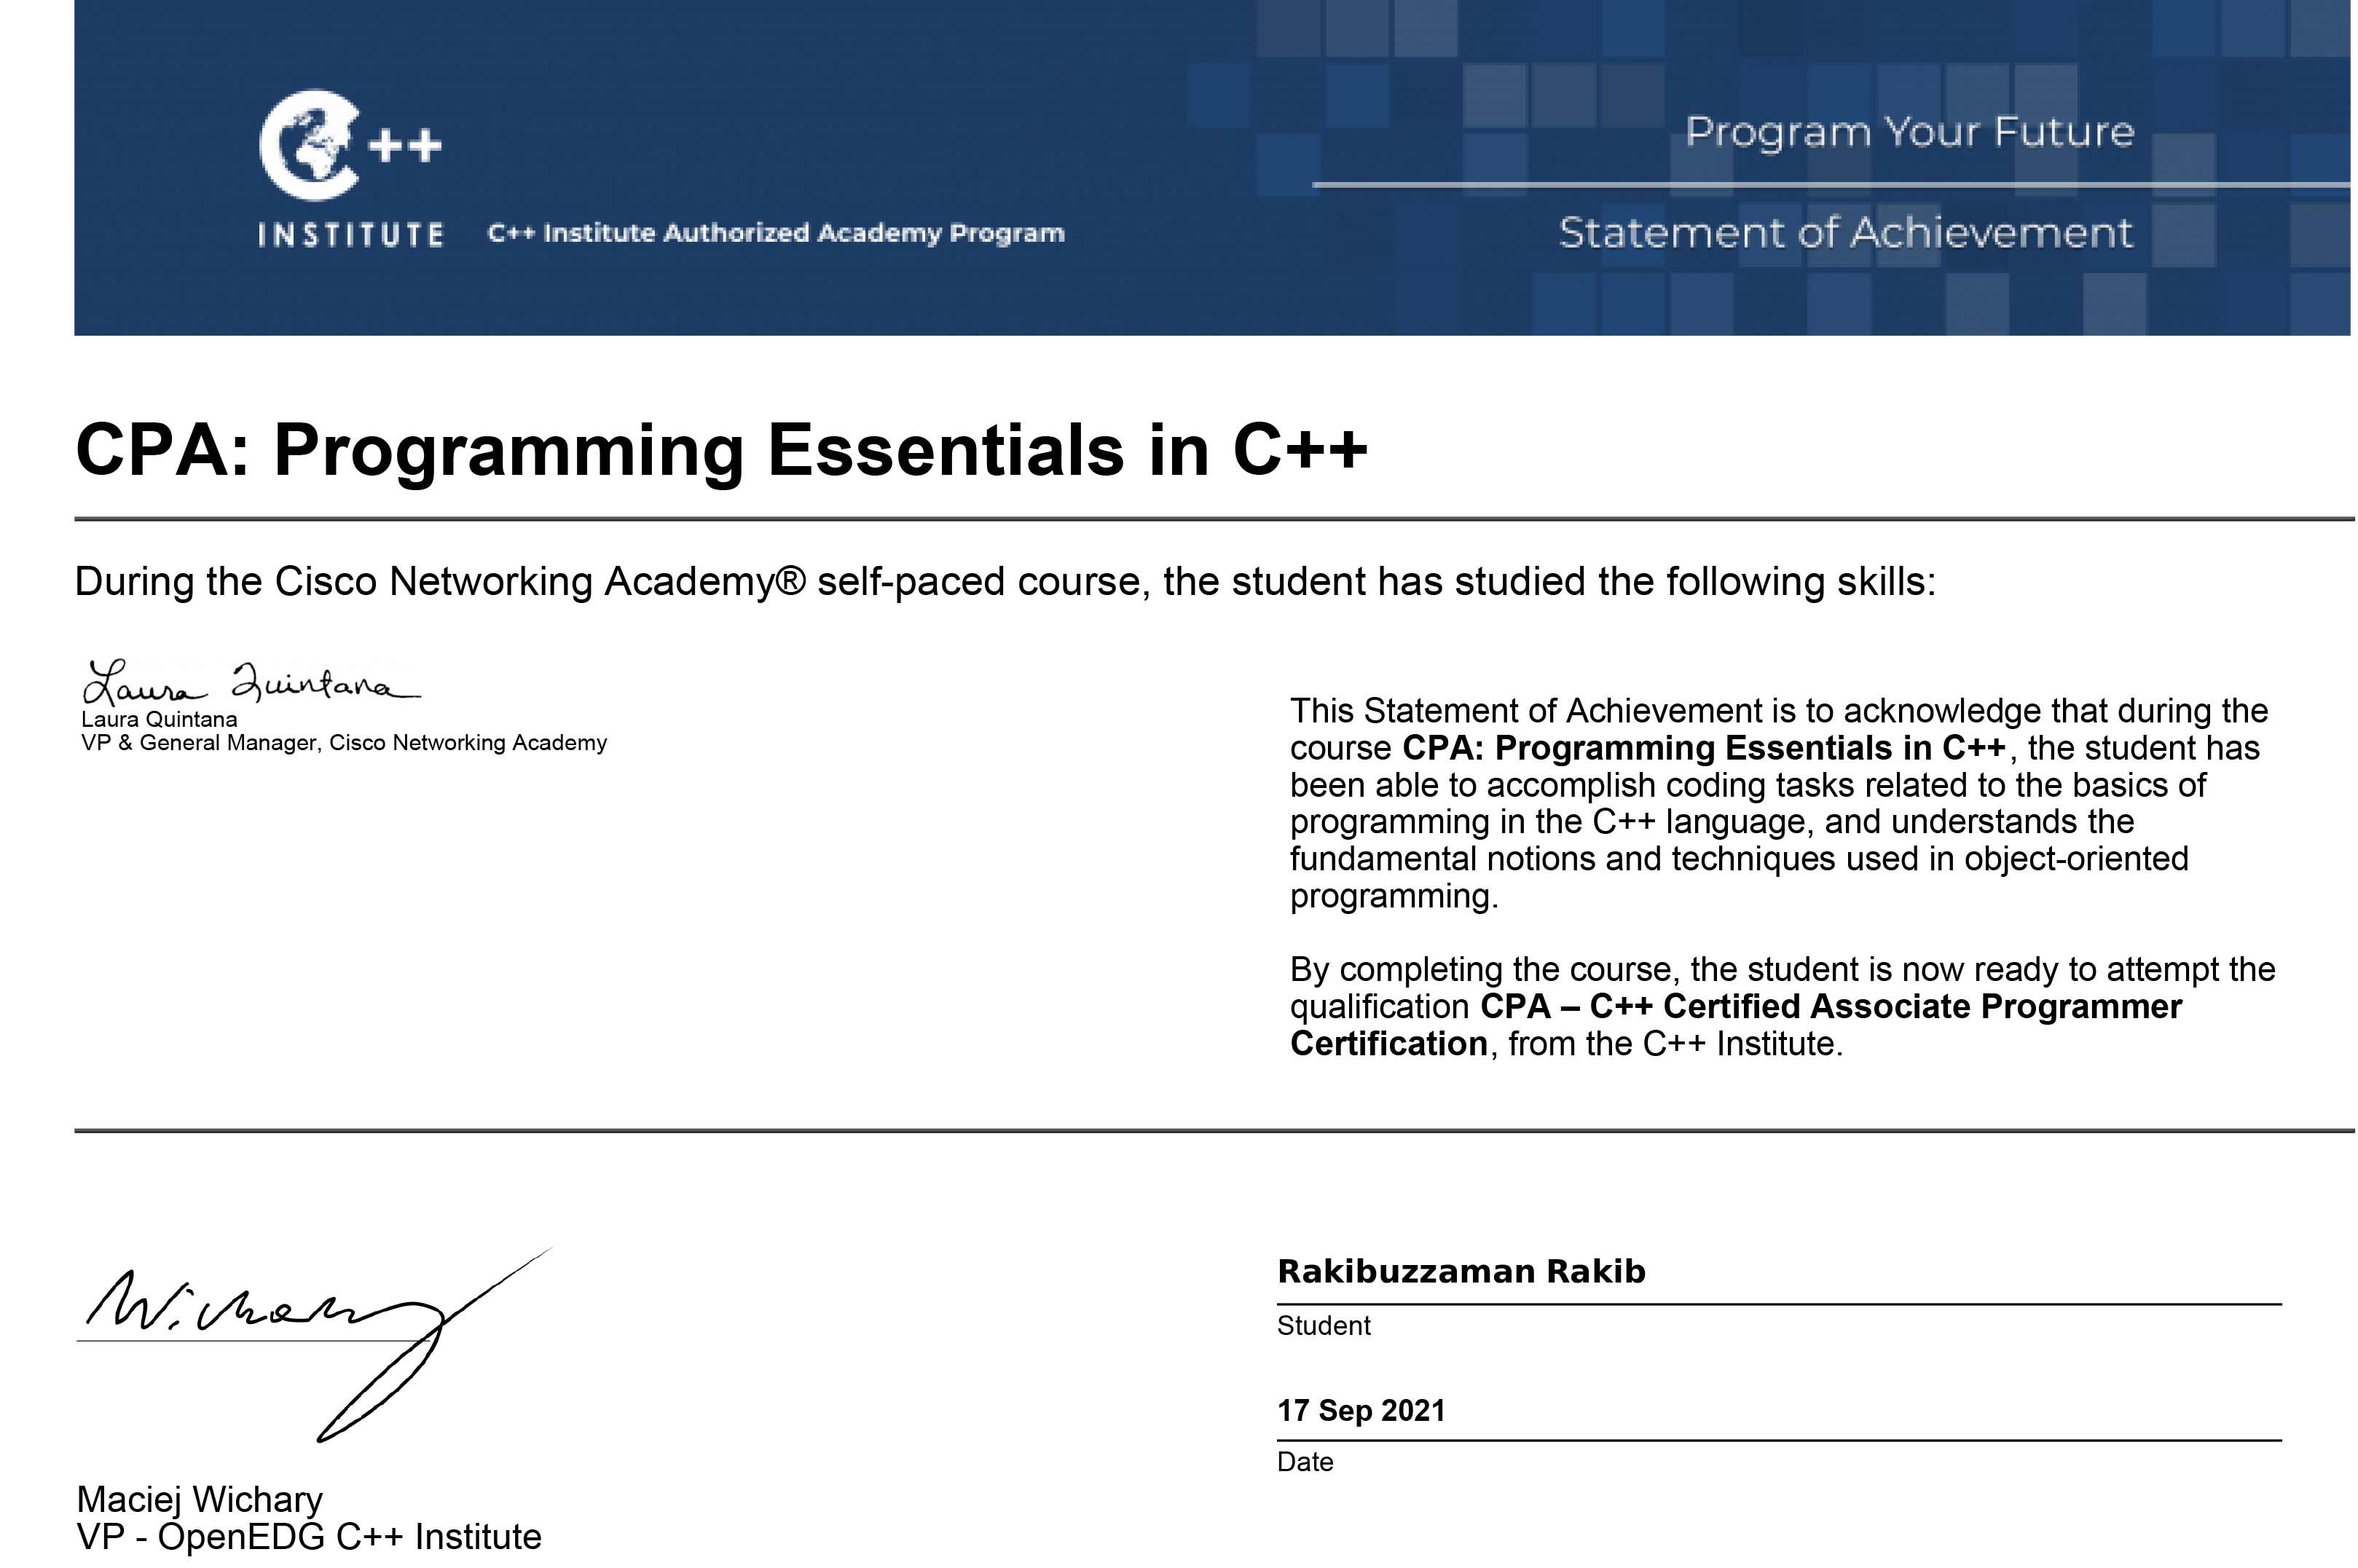 C++
INSTITUTE
C++ Institute Authorized Academy Program
Program Your Future
Statement of Achievement
CPA: Programming Essentials in C++
During the Cisco Networking Academy® self-paced course, the student has studied the following skills:
Laura Quintana
Laura Quintana
VP & General Manager, Cisco Networking Academy
This Statement of Achievement is to acknowledge that during the
course CPA: Programming Essentials in C++, the student has
been able to accomplish coding tasks related to the basics of
programming in the C++ language, and understands the
fundamental notions and techniques used in object-oriented
programming.
By completing the course, the student is now ready to attempt the
qualification CPA – C++ Certified Associate Programmer
Certification, from the C++ Institute.
Wichary
Maciej Wichary
VP - OpenEDG C++ Institute
Rakibuzzaman Rakib
Student
17 Sep 2021
Date